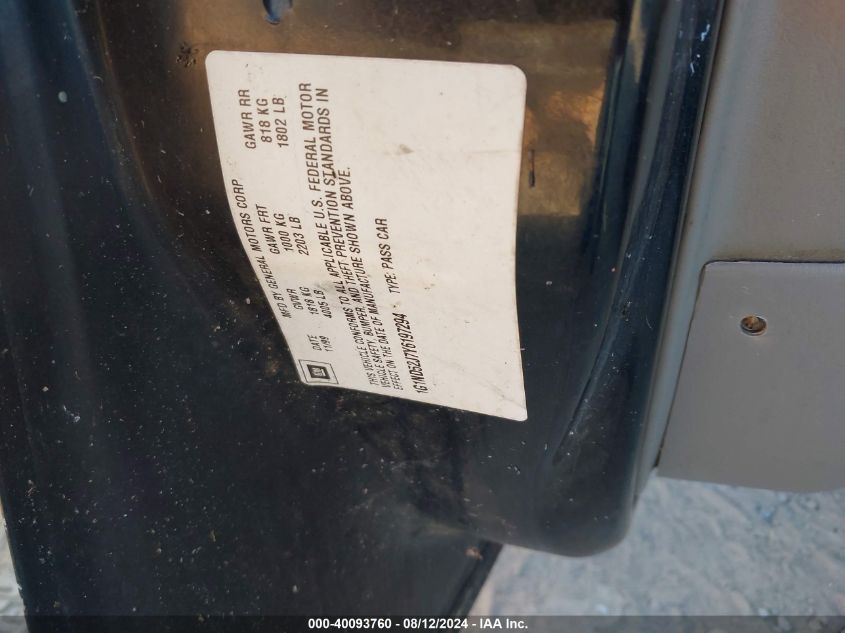 GM
MFD BY GENERAL MOTORS CORP
DATE GVWR GAWR FRT GAWR RR
11/99 1818 KG 1000 KG 818 KG
4005 LB 2203 LB 1802 LB
THIS VEHICLE CONFORMS TO ALL APPLICABLE U.S. FEDERAL MOTOR
VEHICLE SAFETY, BUMPER, AND THEFT PREVENTION STANDARDS IN
EFFECT ON THE DATE OF MANUFACTURE SHOWN ABOVE.
1G1ND52J7Y6197294 TYPE: PASS CAR
000-40093760 - 08/12/2024 - IAA Inc.